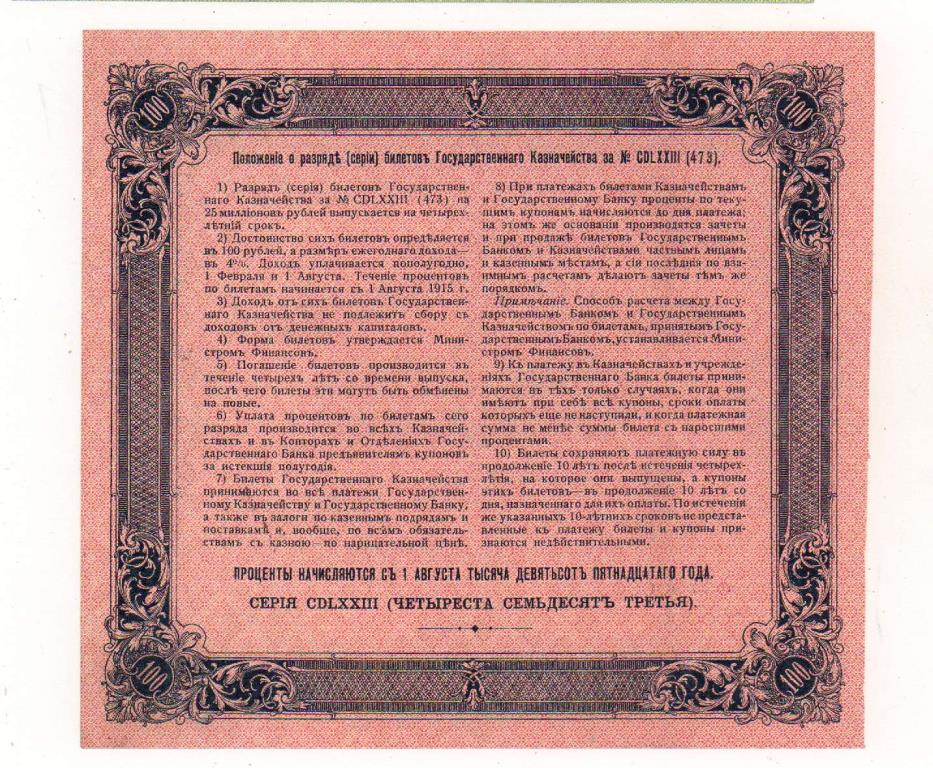 100
100
Положеніе о разрядѣ (серіи) билетовъ Государственнаго Казначейства за № CDLXXIII (473).
1) Разрядъ (серія) билетовъ Государствен-
наго Казначейства за № CDLXXIII (473) на
25 милліоновъ рублей выпускается на четырех-
лѣтній срокъ.
2) Достоинство сихъ билетовъ опредѣляется
въ 100 рублей, а размѣръ ежегоднаго дохода—
въ 4%. Доходъ уплачивается пополугодно,
1 Февраля и 1 Августа. Теченіе процентовъ
по билетамъ начинается съ 1 Августа 1915 г.
3) Доходъ отъ сихъ билетовъ Государствен-
наго Казначейства не подлежитъ сбору съ
доходовъ отъ денежныхъ капиталовъ.
4) Форма билетовъ утверждается Мини-
стромъ Финансовъ.
5) Погашеніе билетовъ производится въ
теченіе четырехъ лѣтъ со времени выпуска,
послѣ чего билеты эти могутъ быть обмѣнены
на новые.
6) Уплата процентовъ по билетамъ сего
разряда производится во всѣхъ Казначей-
ствахъ и въ Конторахъ и Отдѣленіяхъ Госу-
дарственнаго Банка предъявителямъ купоновъ
за истекшія полугодія.
7) Билеты Государственнаго Казначейства
принимаются во всѣ платежи Государствен-
ному Казначейству и Государственному Банку,
а также въ залоги по казеннымъ подрядамъ и
поставкамъ и, вообще, по всѣмъ обязатель-
ствамъ съ казною—по нарицательной цѣнѣ.
8) При платежахъ билетами Казначействамъ
и Государственному Банку проценты по теку-
щимъ купонамъ начисляются до дня платежа;
на этомъ же основаніи производятся зачеты
и при продажѣ билетовъ Государственнымъ
Банкомъ и Казначействами частнымъ лицамъ
и казеннымъ мѣстамъ, а сіи послѣднія по вза-
имнымъ расчетамъ дѣлаютъ зачеты тѣмъ же
порядкомъ.
Примѣчаніе. Способъ расчета между Госу-
дарственнымъ Банкомъ и Государственнымъ
Казначействомъ по билетамъ, принятымъ Госу-
дарственнымъ Банкомъ, устанавливается Мини-
стромъ Финансовъ.
9) Къ платежу въ Казначействахъ и учрежде-
ніяхъ Государственнаго Банка билеты прини-
маются въ тѣхъ только случаяхъ, когда они
имѣютъ при себѣ всѣ купоны, сроки оплаты
которыхъ еще не наступили, и когда платежная
сумма не менѣе суммы билета съ наросшими
процентами.
10) Билеты сохраняютъ платежную силу въ
продолженіе 10 лѣтъ послѣ истеченія четырех-
лѣтія, на которое они выпущены, а купоны
этихъ билетовъ—въ продолженіе 10 лѣтъ со
дня, назначеннаго для ихъ оплаты. По истеченіи
же указанныхъ 10-лѣтнихъ сроковъ не предста-
вленные къ платежу билеты и купоны при-
знаются недѣйствительными.
ПРОЦЕНТЫ НАЧИСЛЯЮТСЯ СЪ 1 АВГУСТА ТЫСЯЧА ДЕВЯТЬСОТЪ ПЯТНАДЦАТАГО ГОДА.
СЕРІЯ CDLXXIII (ЧЕТЫРЕСТА СЕМЬДЕСЯТЪ ТРЕТЬЯ).
100
100